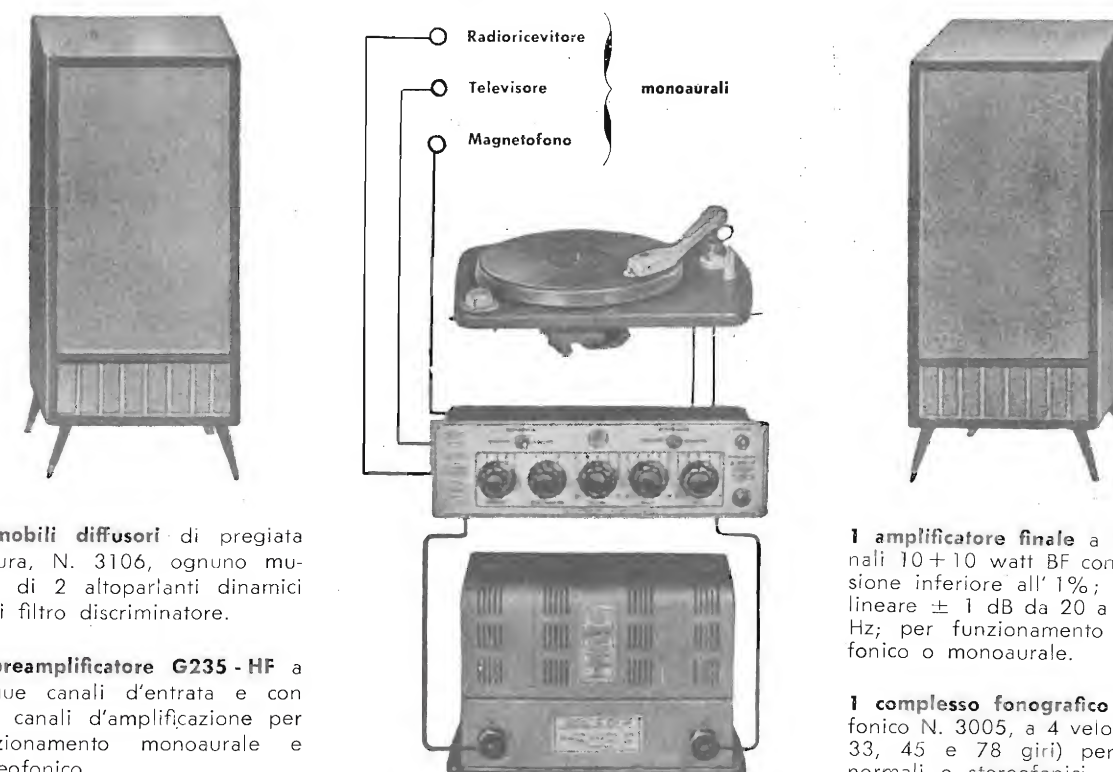 Radioricevitore
Televisore
monoaurali
Magnetofono
mobili diffusori di pregiata
ura, N. 3106, ognuno mu-
di 2 altoparlanti dinamici
i filtro discriminatore.
preamplificatore G235 - HF a
ue canali d'entrata e con
canali d'amplificazione per
zionamento monoaurale e
eofonico
1 amplificatore finale a
nali 10 + 10 watt BF con
sione inferiore all' 1%;
lineare ± 1 dB da 20 a
Hz; per funzionamento
fonico o monoaurale.
1 complesso fonografico
fonico N. 3005, a 4 velo
33, 45 e 78 giri) per
normali e stereofonici